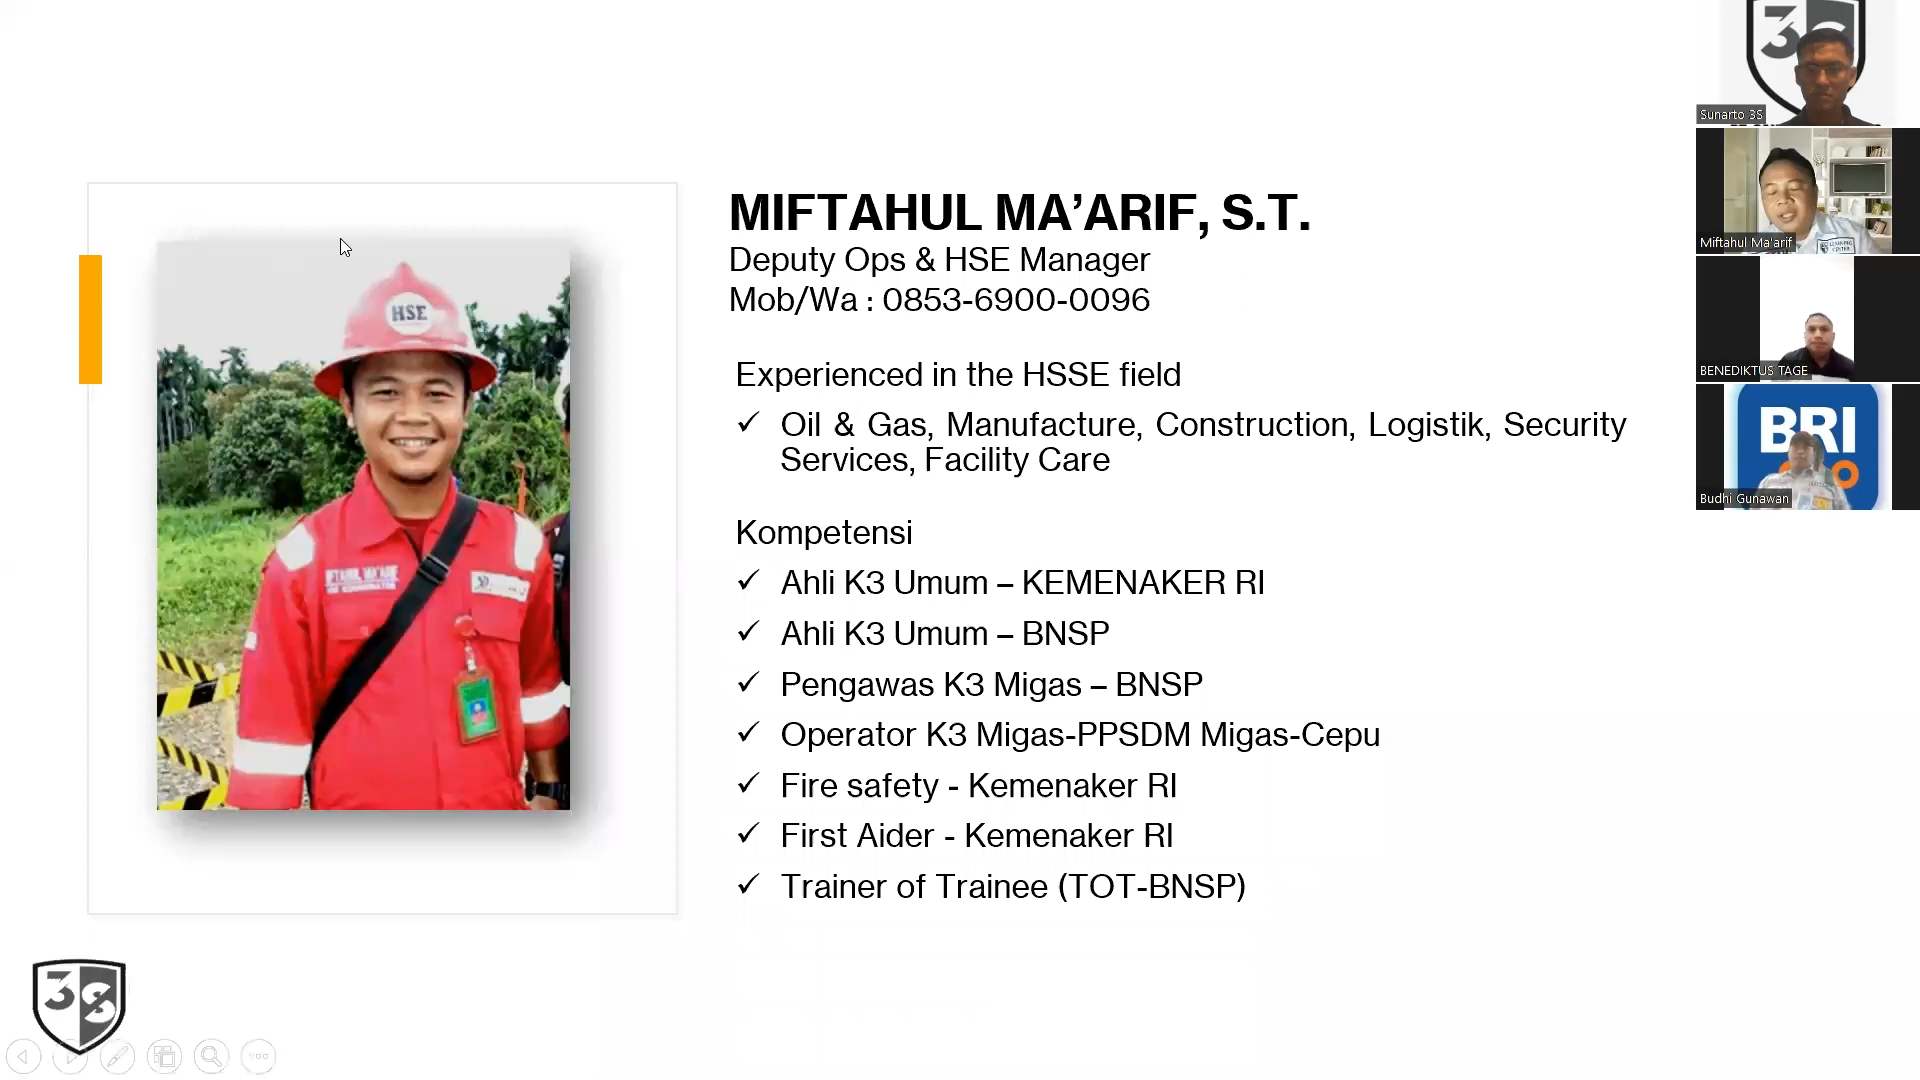 MIFTAHUL MA’ARIF, S.T.
Deputy Ops & HSE Manager
Mob/Wa : 0853-6900-0096
Experienced in the HSSE field
✓ Oil & Gas, Manufacture, Construction, Logistik, Security
Services, Facility Care
Kompetensi
✓ Ahli K3 Umum – KEMENAKER RI
✓ Ahli K3 Umum – BNSP
✓ Pengawas K3 Migas – BNSP
✓ Operator K3 Migas-PPSDM Migas-Cepu
✓ Fire safety - Kemenaker RI
✓ First Aider - Kemenaker RI
✓ Trainer of Trainee (TOT-BNSP)
HSE
3S
Sunarto 3S
Miftahul Ma'arif
BENEDIKTUS TAGE
BRI
Budhi Gunawan